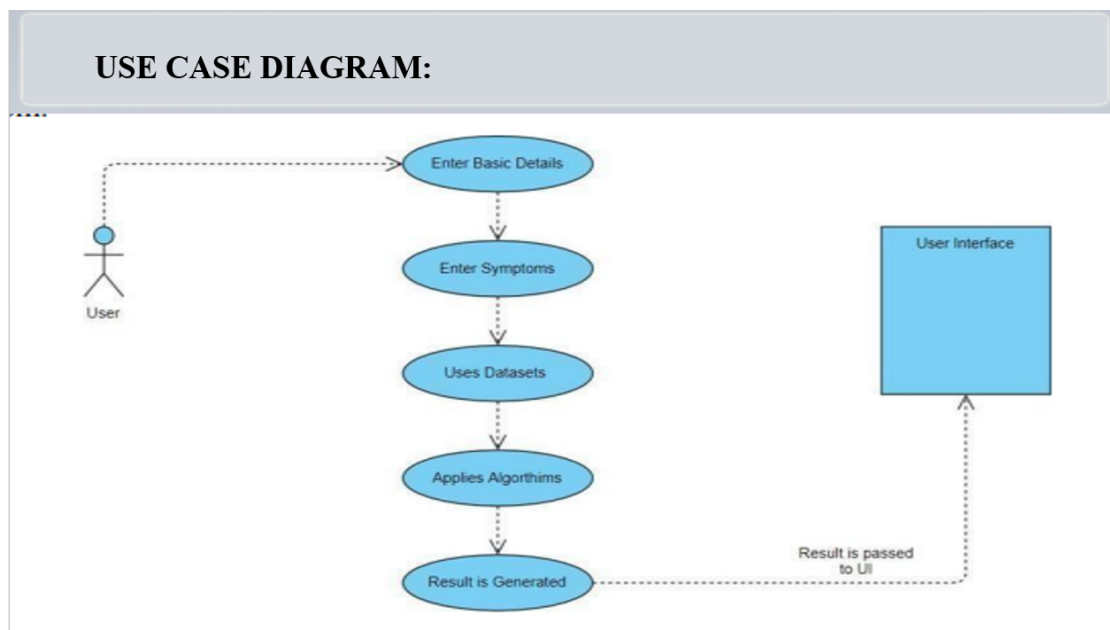 USE CASE DIAGRAM:
Enter Basic Details
User Interface
Enter Symptoms
User
Uses Datasets
Applies Algorthims
Result is passed
to UI
Result is Generated